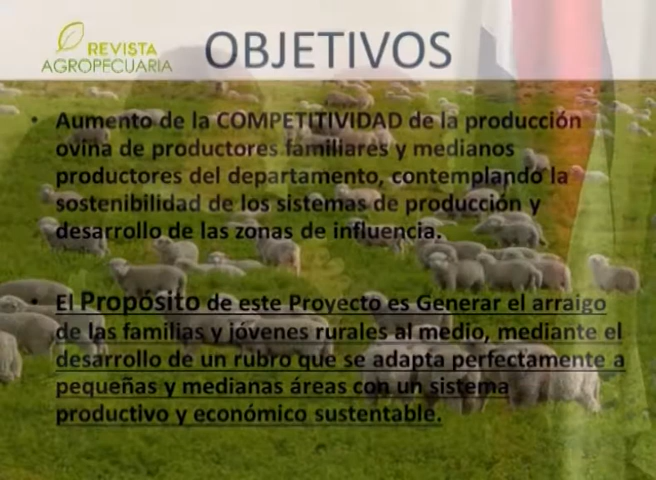 REVISTA
AGROPECUARIA
OBJETIVOS
• Aumento de la COMPETITIVIDAD de la producción
ovina de productores familiares y medianos
productores del departamento, contemplando la
sostenibilidad de los sistemas de producción y
desarrollo de las zonas de influencia.
• El Propósito de este Proyecto es Generar el arraigo
de las familias y jóvenes rurales al medio, mediante el
desarrollo de un rubro que se adapta perfectamente a
pequeñas y medianas áreas con un sistema
productivo y económico sustentable.